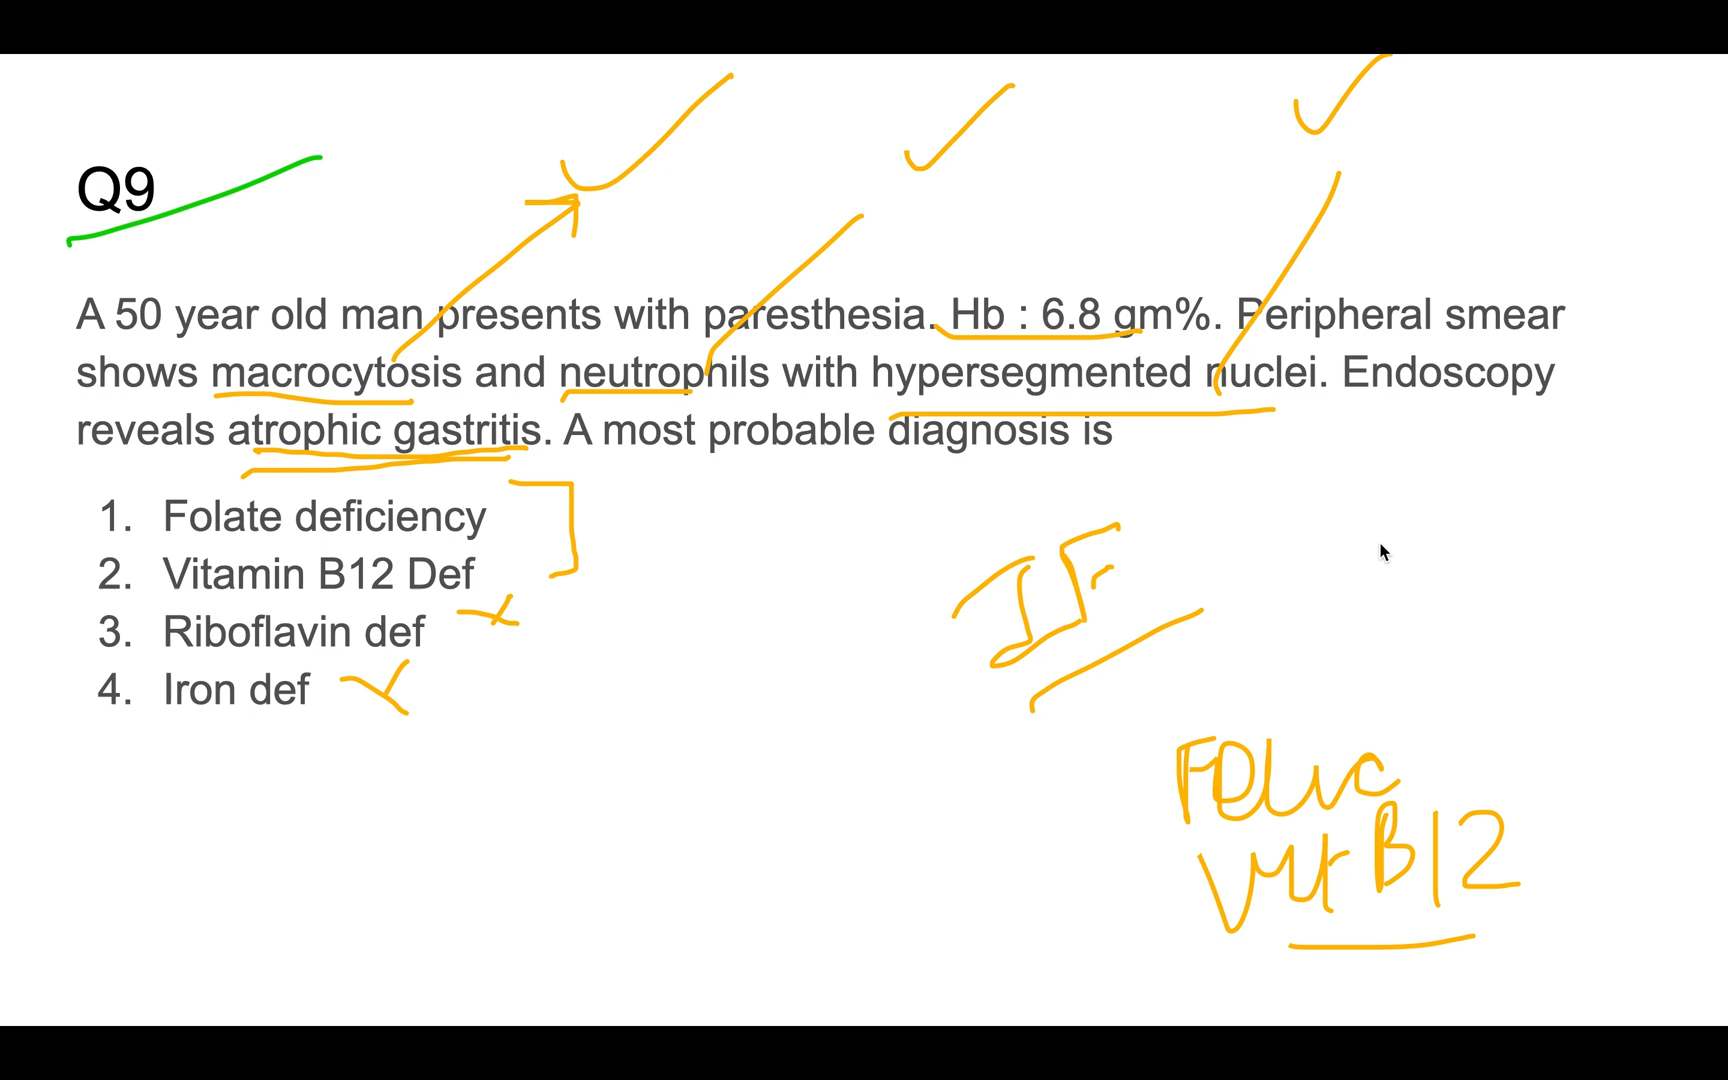 Q9
A 50 year old man presents with paresthesia. Hb : 6.8 gm%. Peripheral smear
shows macrocytosis and neutrophils with hypersegmented nuclei. Endoscopy
reveals atrophic gastritis. A most probable diagnosis is
1. Folate deficiency
2. Vitamin B12 Def
3. Riboflavin def
4. Iron def
IF
Folic
Vit B12